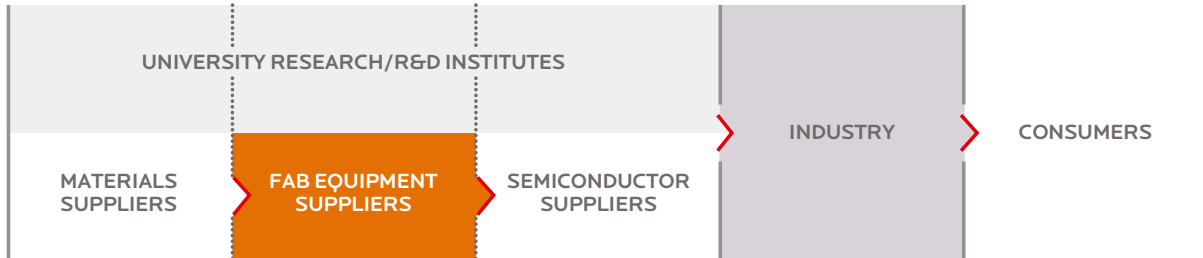 UNIVERSITY RESEARCH/R&D INSTITUTES
MATERIALS
SUPPLIERS
FAB EQUIPMENT
SUPPLIERS
SEMICONDUCTOR
SUPPLIERS
INDUSTRY
CONSUMERS